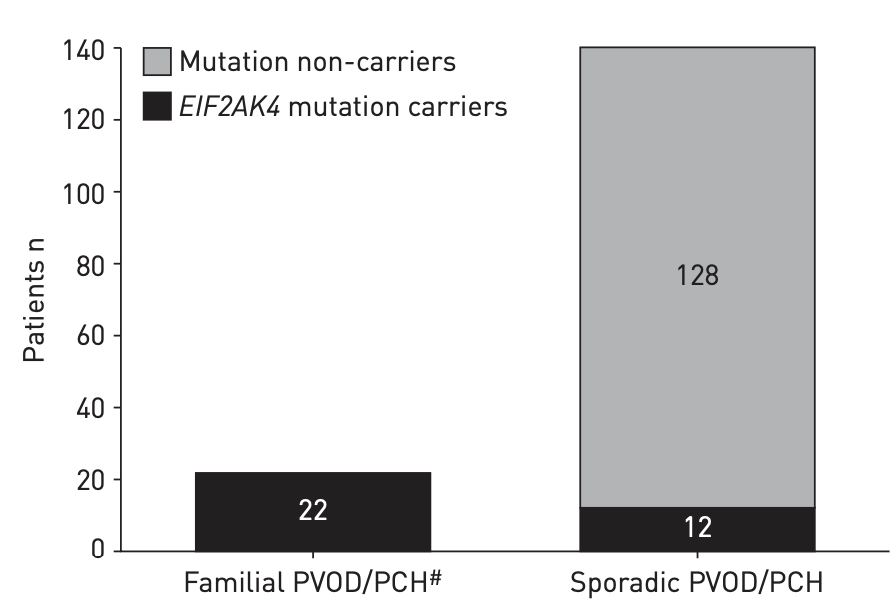 140
Mutation non-carriers
EIF2AK4 mutation carriers
120
100
80
60
40
20
0
Patients n
128
22
12
Familial PVOD/PCH#
Sporadic PVOD/PCH